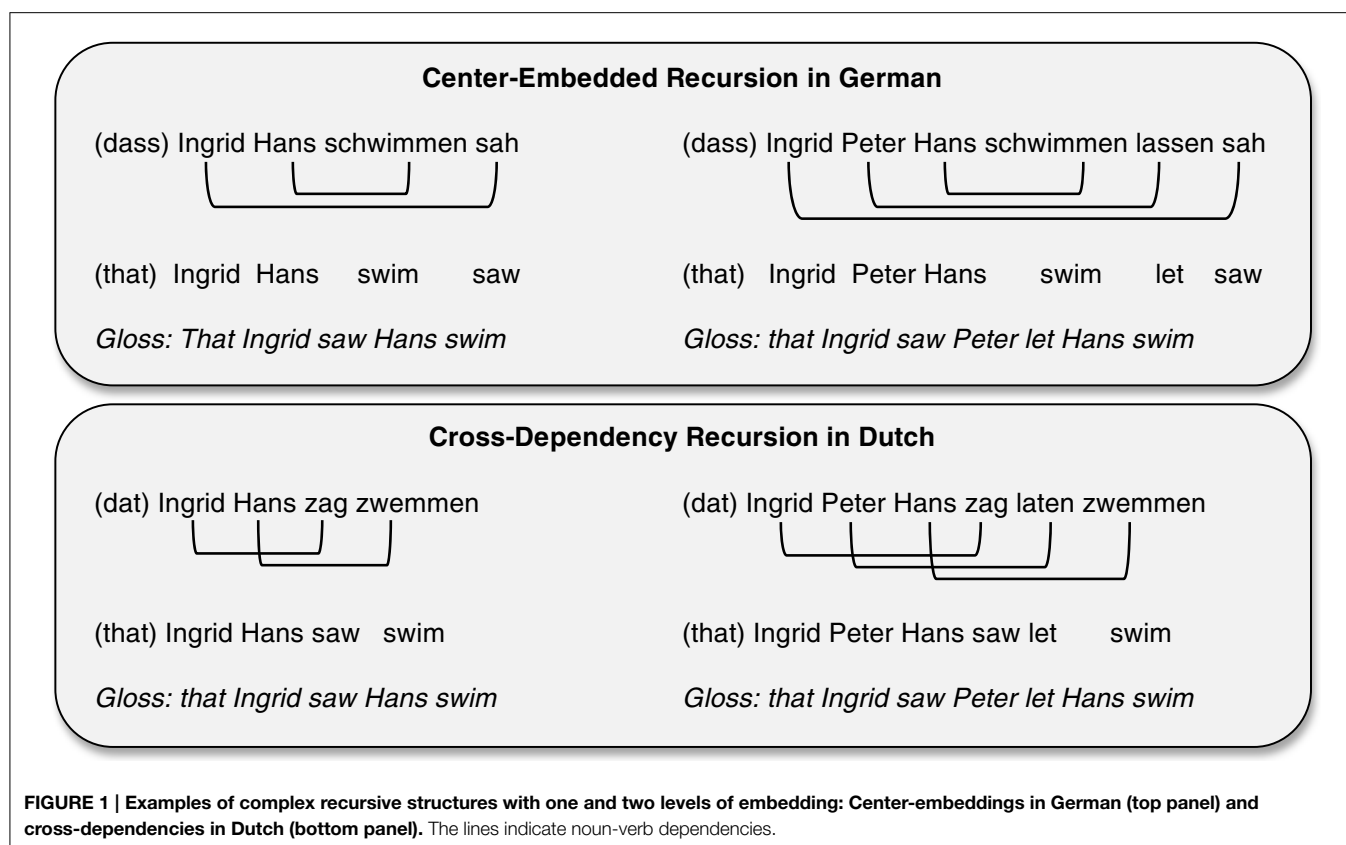 Center-Embedded Recursion in German
(dass) Ingrid Hans schwimmen sah
(that) Ingrid Hans swim saw
Gloss: That Ingrid saw Hans swim
(dass) Ingrid Peter Hans schwimmen lassen sah
(that) Ingrid Peter Hans swim let saw
Gloss: that Ingrid saw Peter let Hans swim
Cross-Dependency Recursion in Dutch
(dat) Ingrid Hans zag zwemmen
(that) Ingrid Hans saw swim
Gloss: that Ingrid saw Hans swim
(dat) Ingrid Peter Hans zag laten zwemmen
(that) Ingrid Peter Hans saw let swim
Gloss: that Ingrid saw Peter let Hans swim
FIGURE 1 | Examples of complex recursive structures with one and two levels of embedding: Center-embeddings in German (top panel) and
cross-dependencies in Dutch (bottom panel). The lines indicate noun-verb dependencies.